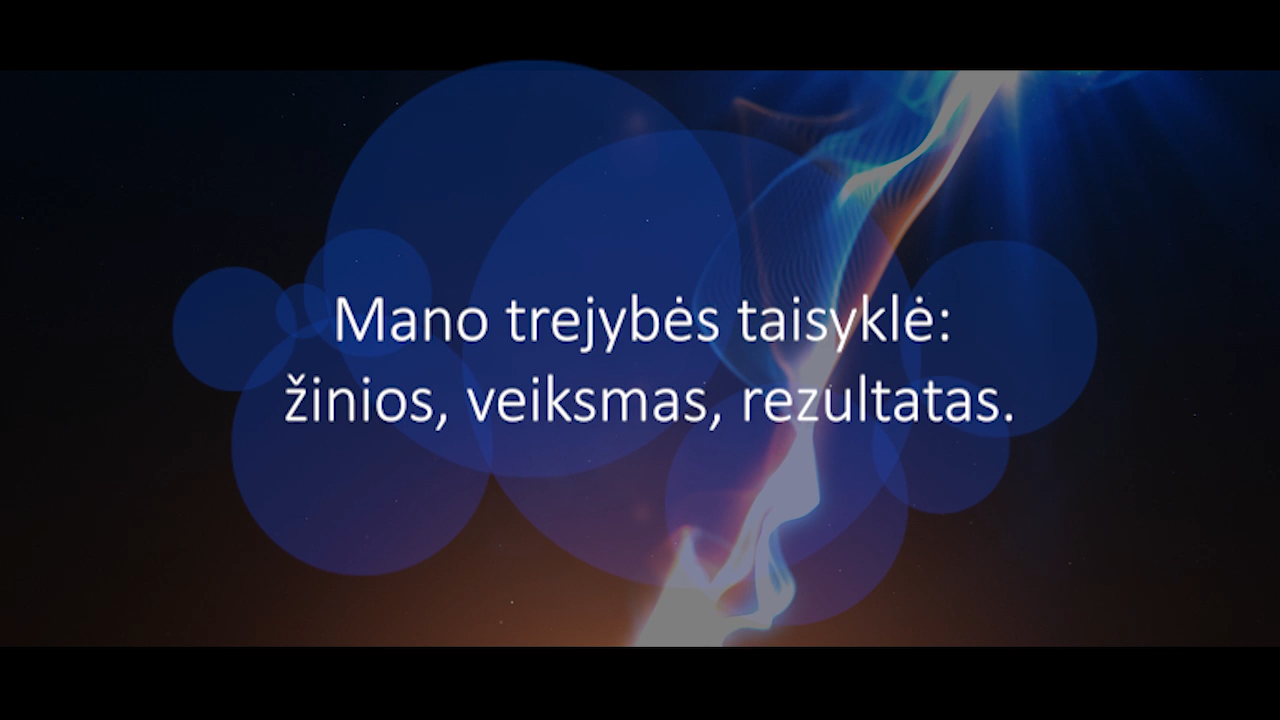 Mano trejybės taisyklė:
žinios, veiksmas, rezultatas.